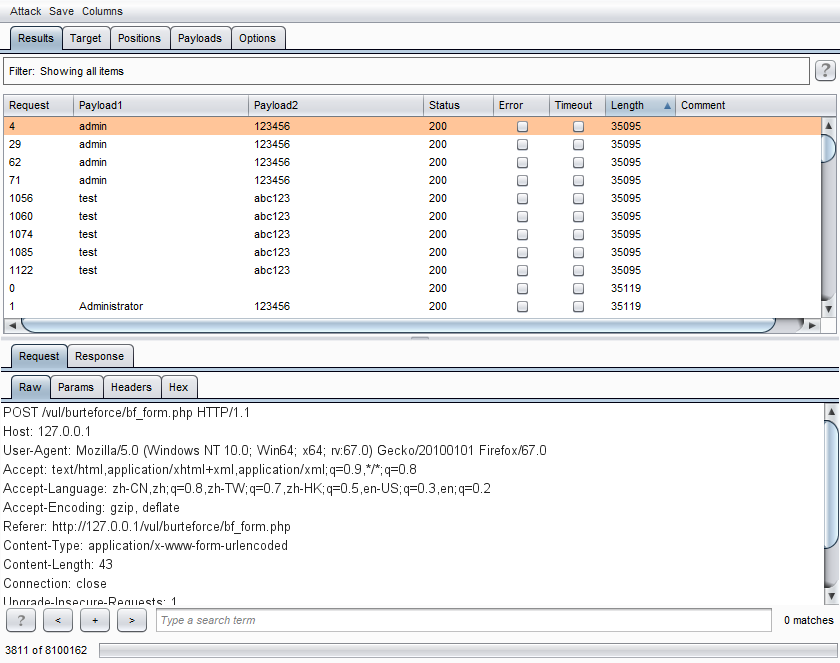 Attack Save Columns
Results Target Positions Payloads Options
Filter: Showing all items ?
Request Payload1 Payload2 Status Error Timeout Length Comment
4 admin 123456 200 35095
29 admin 123456 200 35095
62 admin 123456 200 35095
71 admin 123456 200 35095
1056 test abc123 200 35095
1060 test abc123 200 35095
1074 test abc123 200 35095
1085 test abc123 200 35095
1122 test abc123 200 35095
0 200 35119
1 Administrator 123456 200 35119
Request Response
Raw Params Headers Hex
POST /vul/burteforce/bf_form.php HTTP/1.1
Host: 127.0.0.1
User-Agent: Mozilla/5.0 (Windows NT 10.0; Win64; x64; rv:67.0) Gecko/20100101 Firefox/67.0
Accept: text/html,application/xhtml+xml,application/xml;q=0.9,*/*;q=0.8
Accept-Language: zh-CN,zh;q=0.8,zh-TW;q=0.7,zh-HK;q=0.5,en-US;q=0.3,en;q=0.2
Accept-Encoding: gzip, deflate
Referer: http://127.0.0.1/vul/burteforce/bf_form.php
Content-Type: application/x-www-form-urlencoded
Content-Length: 43
Connection: close
Upgrade-Insecure-Requests: 1
? < + > Type a search term 0 matches
3811 of 8100162